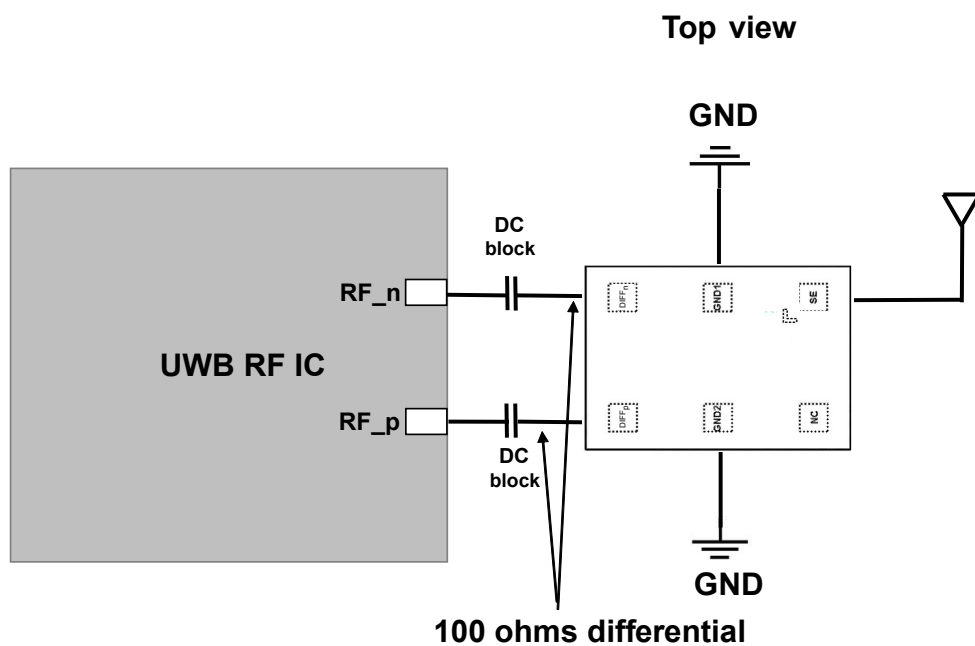 Top view
GND
DC
block
RF_n
DIFFn
GND1
SE
UWB RF IC
RF_p
DIFFp
GND2
NC
DC
block
GND
100 ohms differential